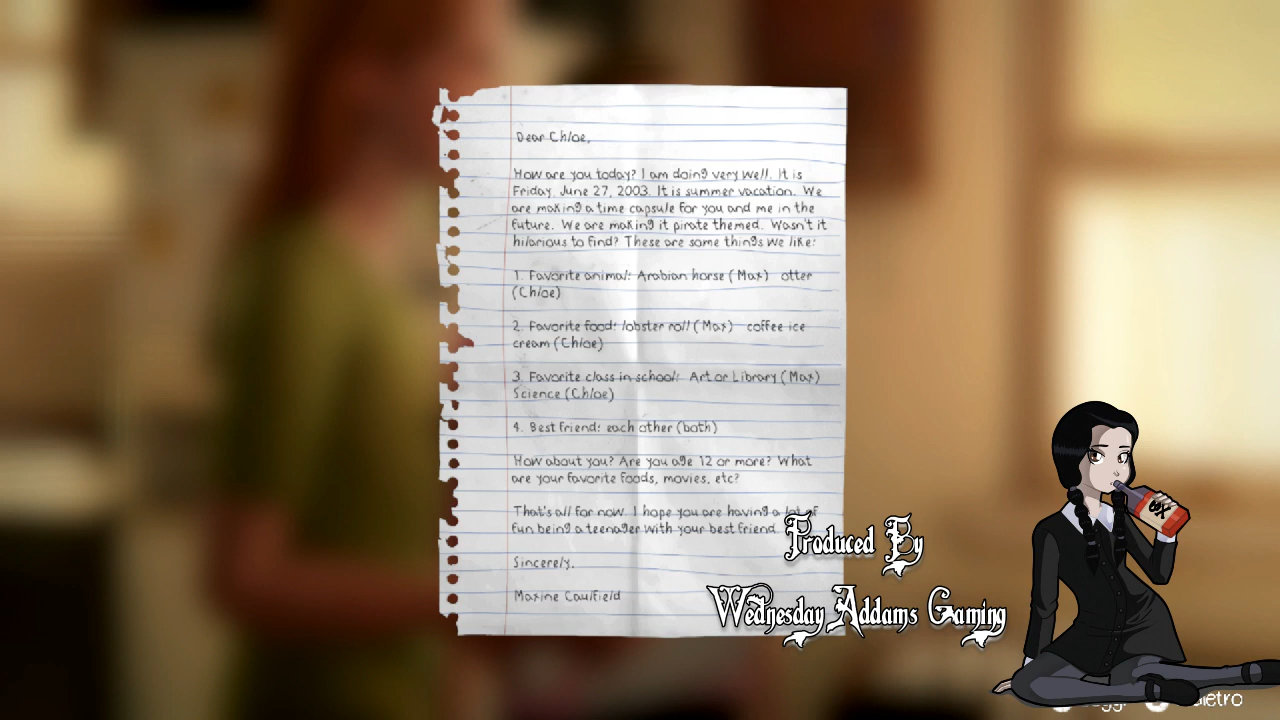 Dear Chloe,
How are you today? I am doing very well. It is
Friday, June 27, 2003. It is summer vacation. We
are making a time capsule for you and me in the
future. We are making it pirate themed. Wasn't it
hilarious to find? These are some things we like:
1. Favorite animal: Arabian horse (Max) otter
(Chloe)
2. Favorite food: lobster roll (Max) coffee ice
cream (Chloe)
3. Favorite class in school: Art or Library (Max)
Science (Chloe)
4. Best friend: each other (both)
How about you? Are you age 12 or more? What
are your favorite foods, movies, etc?
That's all for now. I hope you are having a lot of
fun being a teenager with your best friend.
Sincerely,
Maxine Caulfield
Produced By
Wednesday Addams Gaming